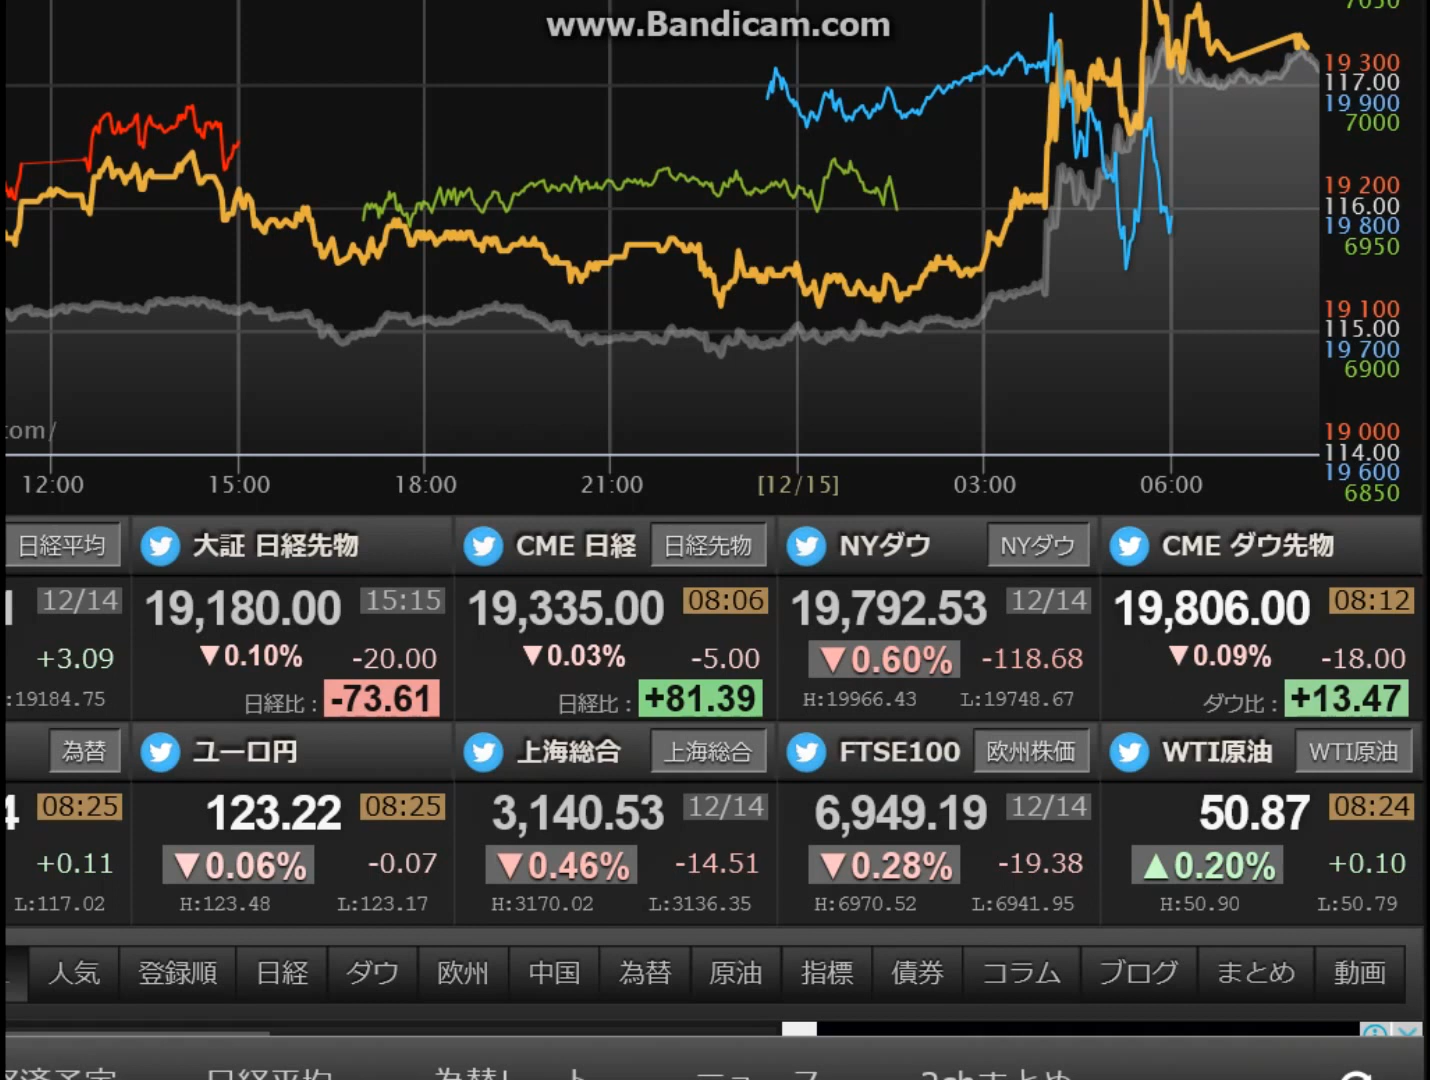 www.Bandicam.com
19 300
117.00
19 900
7000
19 200
116.00
19 800
6950
19 100
115.00
19 700
6900
com/
19 000
114.00
19 600
6850
12:00 15:00 18:00 21:00 [12/15] 03:00 06:00
日経平均 大証 日経先物 CME 日経 日経先物 NYダウ NYダウ CME ダウ先物
12/14 19,180.00 15:15 19,335.00 08:06 19,792.53 12/14 19,806.00 08:12
+3.09 ▼0.10% -20.00 ▼0.03% -5.00 ▼0.60% -118.68 ▼0.09% -18.00
:19184.75 日経比: -73.61 日経比: +81.39 H:19966.43 L:19748.67 ダウ比: +13.47
為替 ユーロ円 上海総合 上海総合 FTSE100 欧州株価 WTI原油 WTI原油
08:25 123.22 08:25 3,140.53 12/14 6,949.19 12/14 50.87 08:24
+0.11 ▼0.06% -0.07 ▼0.46% -14.51 ▼0.28% -19.38 ▲0.20% +0.10
L:117.02 H:123.48 L:123.17 H:3170.02 L:3136.35 H:6970.52 L:6941.95 H:50.90 L:50.79
人気 登録順 日経 ダウ 欧州 中国 為替 原油 指標 債券 コラム ブログ まとめ 動画